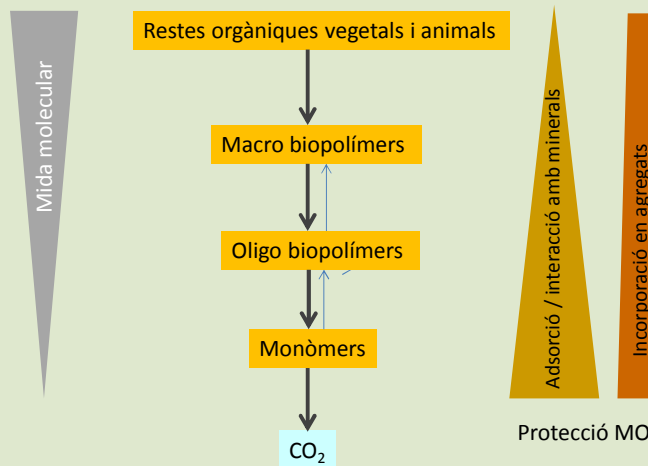 Restes orgàniques vegetals i animals
Mida molecular
Macro biopolímers
Oligo biopolímers
Monòmers
CO₂
Adsorció / interacció amb minerals
Incorporació en agregats
Protecció MO